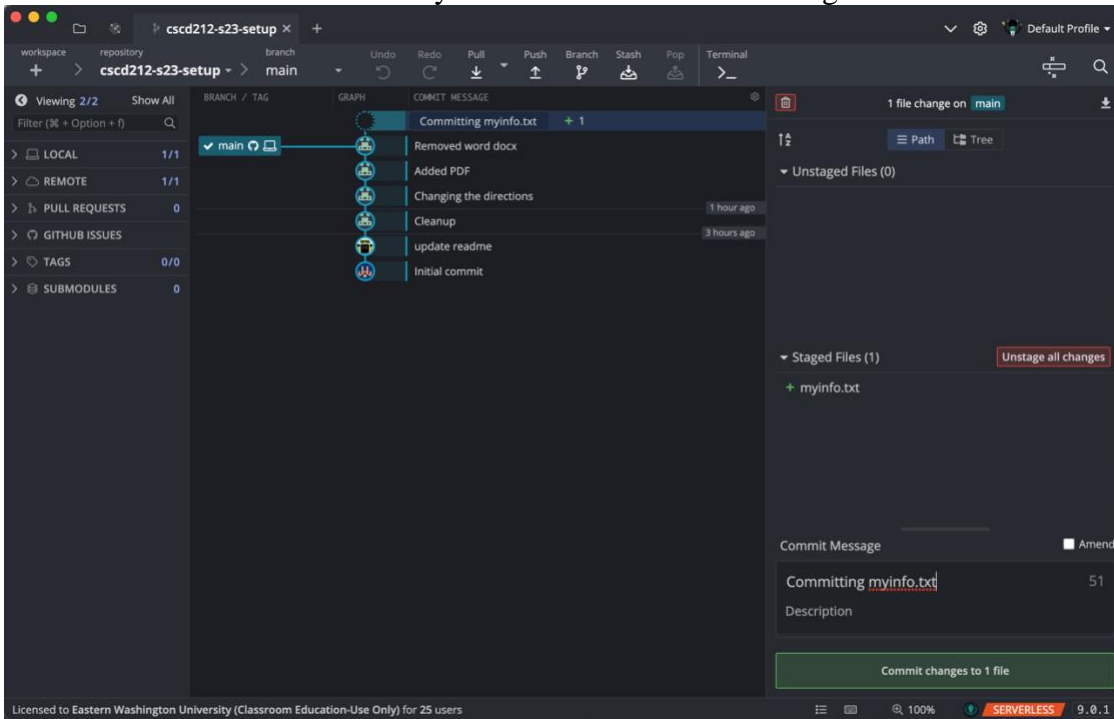 cscd212-s23-setup
Default Profile
workspace repository branch Undo Redo Pull Push Branch Stash Pop Terminal
cscd212-s23-setup main
Viewing 2/2 Show All BRANCH / TAG GRAPH COMMIT MESSAGE 1 file change on main
Filter (⌘ + Option + f) Committing myinfo.txt + 1
LOCAL 1/1 main Removed word docx Path Tree
REMOTE 1/1 Added PDF Unstaged Files (0)
PULL REQUESTS 0 Changing the directions 1 hour ago
GITHUB ISSUES Cleanup 3 hours ago
TAGS 0/0 update readme
SUBMODULES 0 Initial commit
Staged Files (1) Unstage all changes
+ myinfo.txt
Commit Message Amend
Committing myinfo.txt 51
Description
Commit changes to 1 file
Licensed to Eastern Washington University (Classroom Education-Use Only) for 25 users 100% SERVERLESS 9.0.1